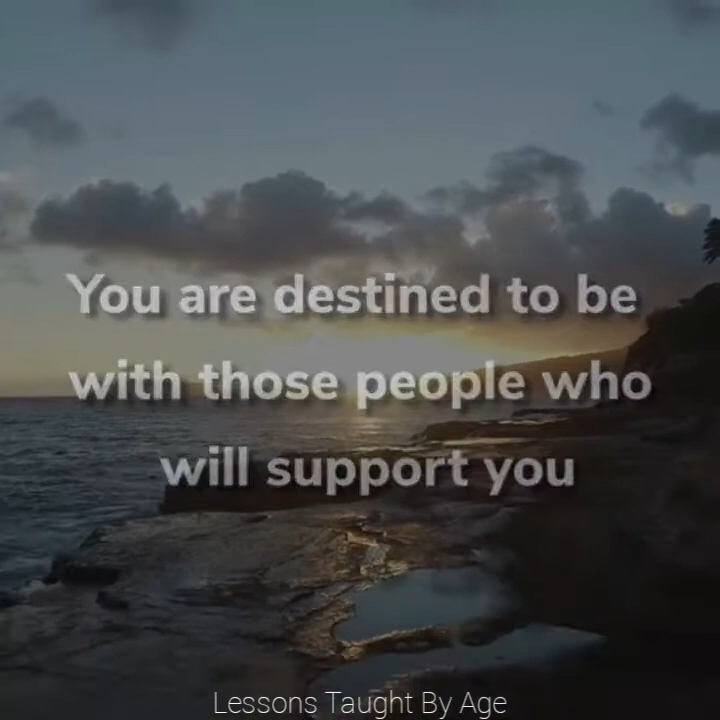 You are destined to be
with those people who
will support you
Lessons Taught By Age